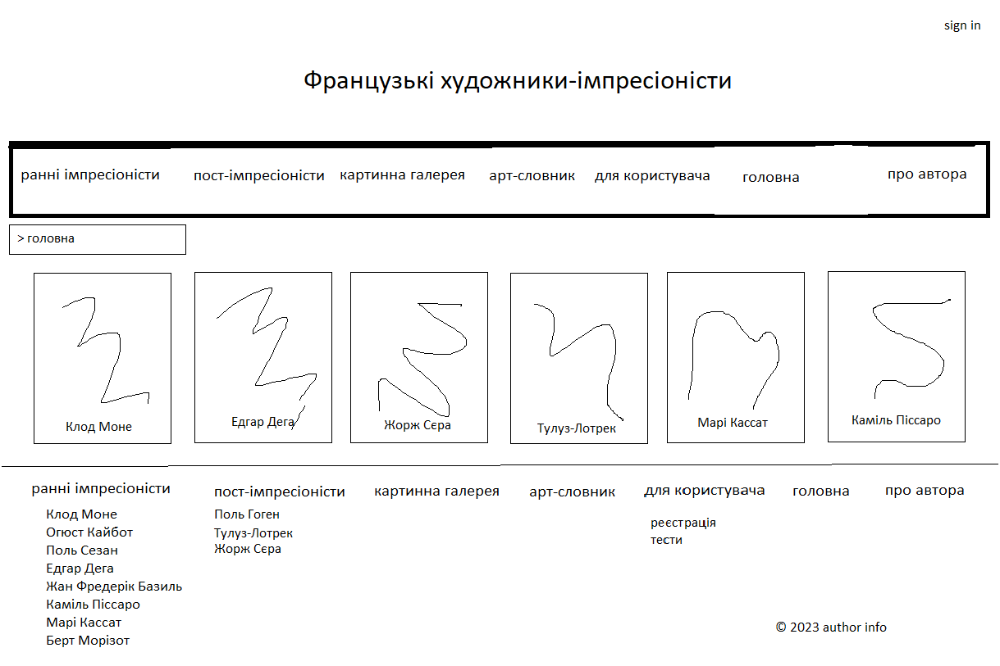 sign in
Французькі художники-імпресіоністи
ранні імпресіоністи пост-імпресіоністи картинна галерея арт-словник для користувача головна про автора
> головна
Клод Моне Едгар Дега Жорж Сєра Тулуз-Лотрек Марі Кассат Каміль Піссаро
ранні імпресіоністи
Клод Моне
Огюст Кайбот
Поль Сезан
Едгар Дега
Жан Фредерік Базиль
Каміль Піссаро
Марі Кассат
Берт Морізот
пост-імпресіоністи
Поль Гоген
Тулуз-Лотрек
Жорж Сєра
картинна галерея
арт-словник
для користувача
реєстрація
тести
головна
про автора
© 2023 author info